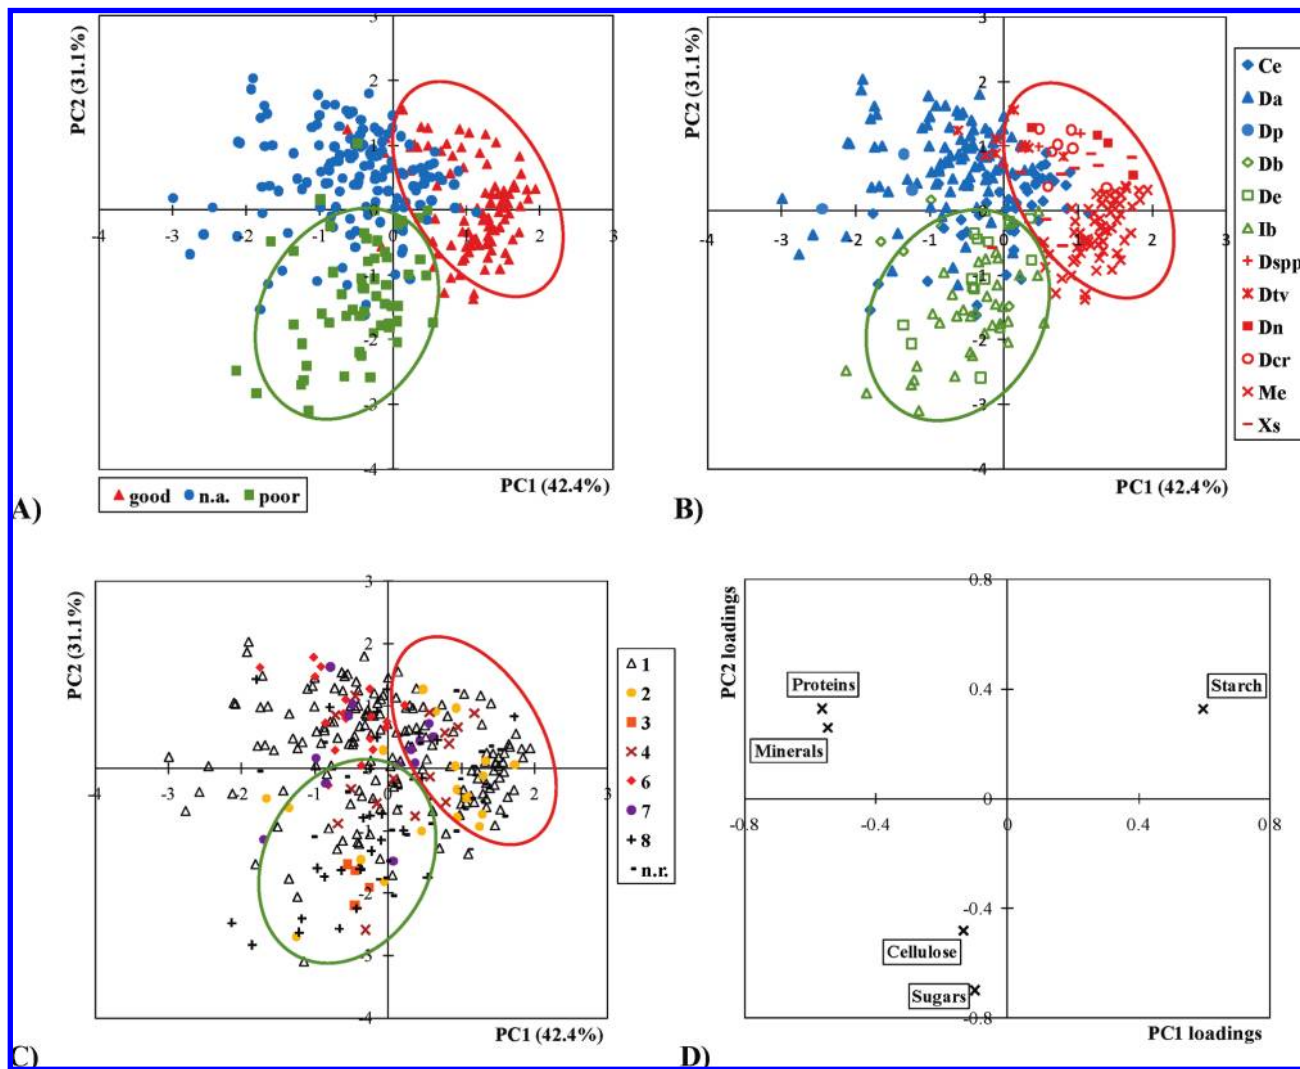 PC2 (31.1%)
3
2
1
0
-1
-2
-3
-4
-4 -3 -2 -1 0 1 2 3
PC1 (42.4%)
good n.a. poor
A)
PC2 (31.1%)
3
2
1
0
-1
-2
-3
-4
-4 -3 -2 -1 0 1 2 3
PC1 (42.4%)
Ce
Da
Dp
Db
De
Ib
Dspp
Dtv
Dn
Dcr
Me
Xs
B)
PC2 (31.1%)
3
2
1
-1
-2
-3
-4
-4 -3 -2 -1 0 1 2 3
PC1 (42.4%)
1
2
3
4
6
7
8
n.r.
C)
PC2 loadings
0.8
0.4
0
-0.4
-0.8
-0.8 -0.4 0 0.4 0.8
Proteins
Minerals
Starch
Cellulose
Sugars
PC1 loadings
D)